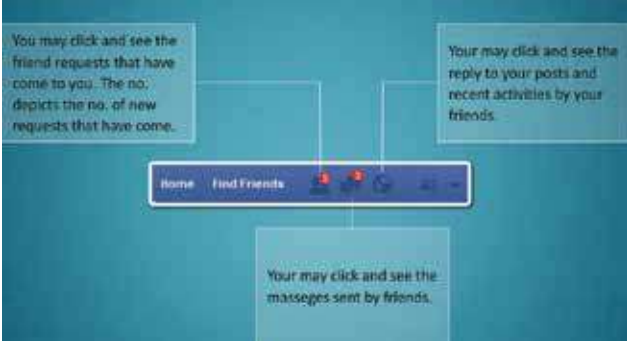 You may click and see the
friend requests that have
come to you. The no.
depicts the no. of new
requests that have come.
Your may click and see the
reply to your posts and
recent activities by your
friends.
Home Find Friends
Your may click and see the
masseges sent by friends.